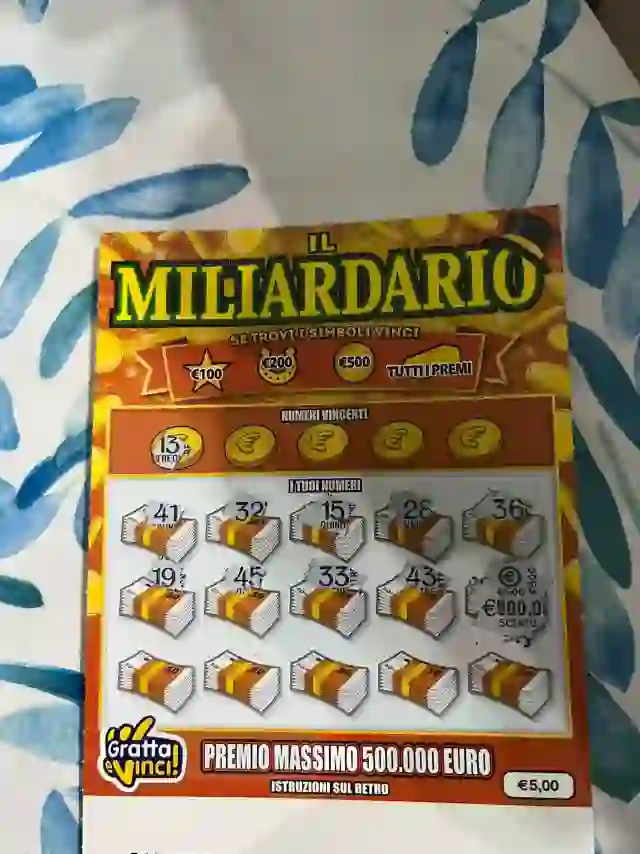 IL
MILIARDARIO
SE TROVI I SIMBOLI VINCI
€100 €200 €500 TUTTI I PREMI
NUMERI VINCENTI
13
I TUOI NUMERI
41 32 15 28 36
19 45 33 43
Gratta e Vinci!
PREMIO MASSIMO 500.000 EURO
ISTRUZIONI SUL RETRO
€5,00